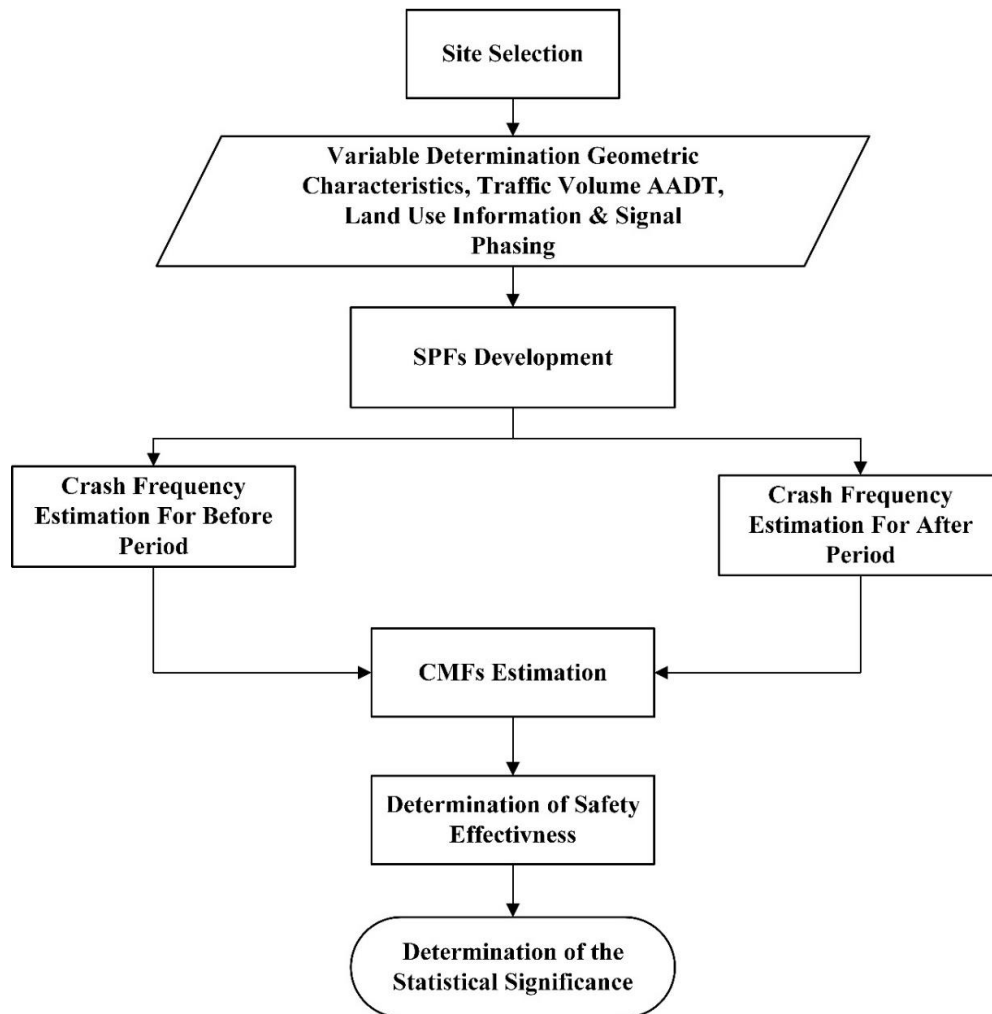 Site Selection
Variable Determination Geometric
Characteristics, Traffic Volume AADT,
Land Use Information & Signal
Phasing
SPFs Development
Crash Frequency
Estimation For Before
Period
Crash Frequency
Estimation For After
Period
CMFs Estimation
Determination of Safety
Effectivness
Determination of the
Statistical Significance